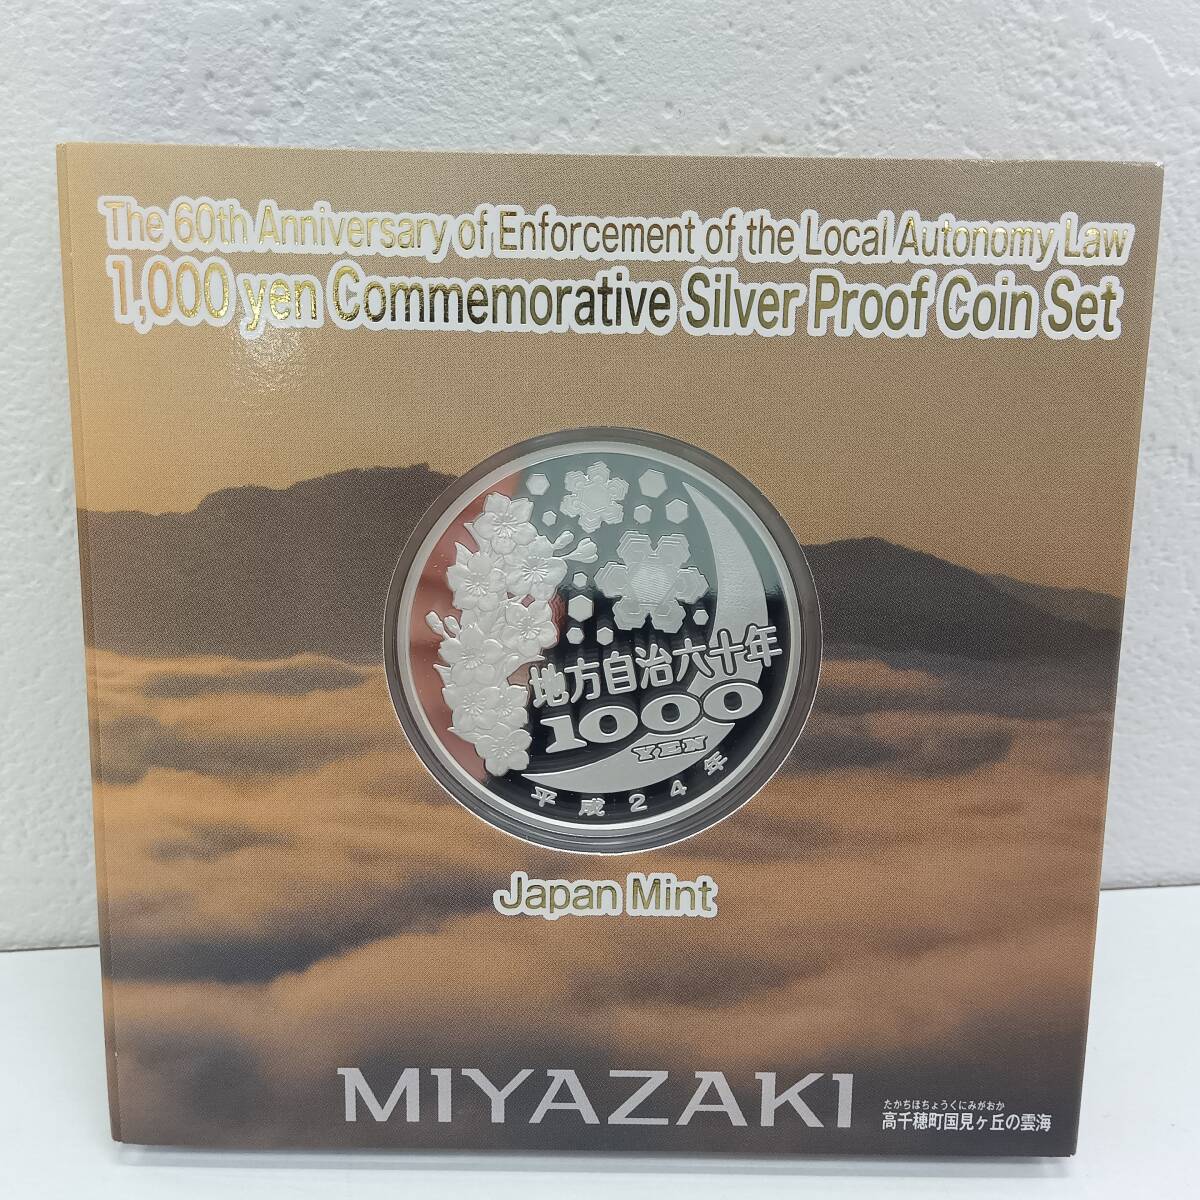 The 60th Anniversary of Enforcement of the Local Autonomy Law
1,000 yen Commemorative Silver Proof Coin Set
地方自治六十年
1000
YEN
平成24年
Japan Mint
MIYAZAKI
たかちほちょうくにみがおか
高千穂町国見ヶ丘の雲海